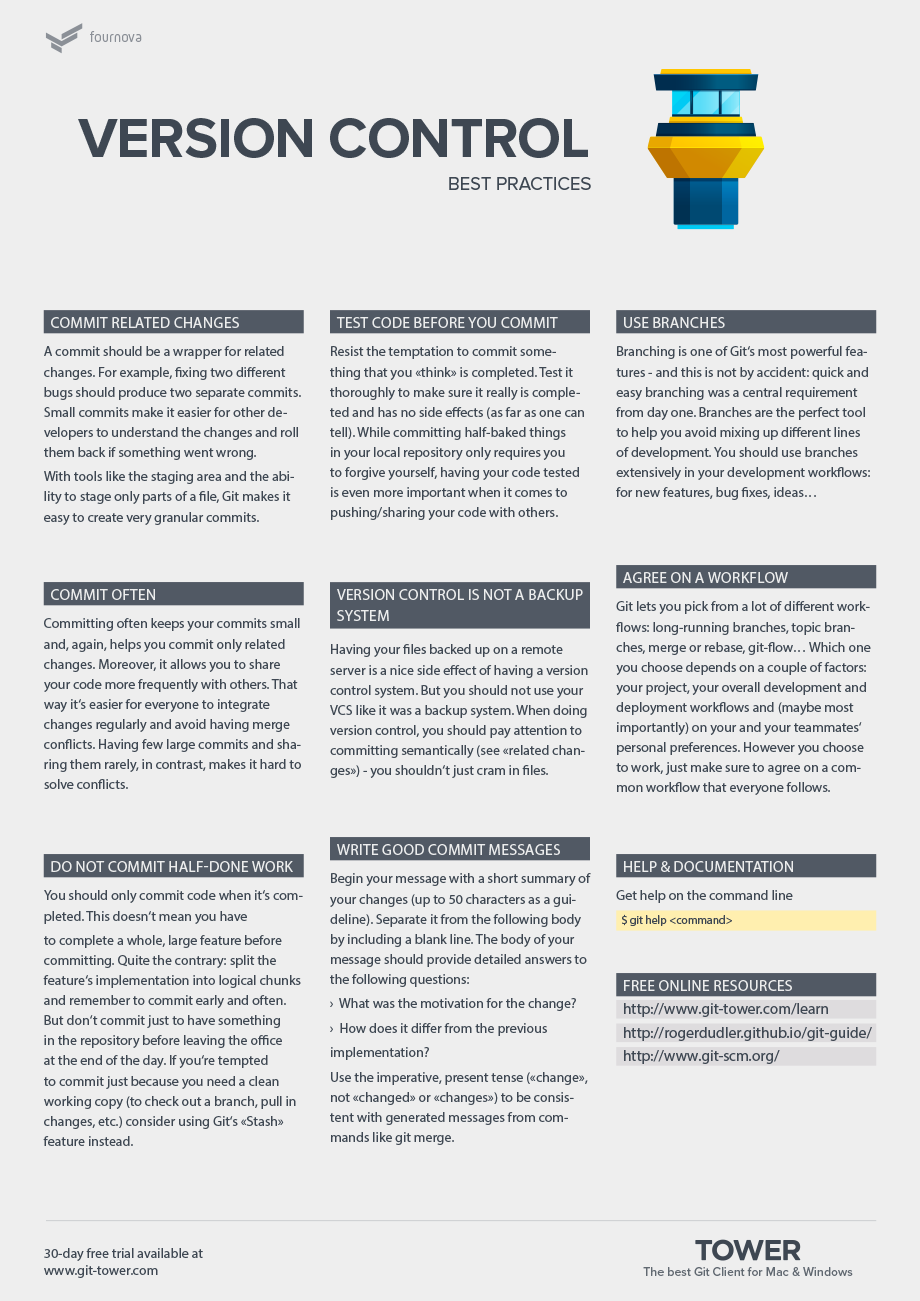 fournova
VERSION CONTROL
BEST PRACTICES
COMMIT RELATED CHANGES
A commit should be a wrapper for related
changes. For example, fixing two different
bugs should produce two separate commits.
Small commits make it easier for other de-
velopers to understand the changes and roll
them back if something went wrong.
With tools like the staging area and the abi-
lity to stage only parts of a file, Git makes it
easy to create very granular commits.
COMMIT OFTEN
Committing often keeps your commits small
and, again, helps you commit only related
changes. Moreover, it allows you to share
your code more frequently with others. That
way it‘s easier for everyone to integrate
changes regularly and avoid having merge
conflicts. Having few large commits and sha-
ring them rarely, in contrast, makes it hard to
solve conflicts.
DO NOT COMMIT HALF-DONE WORK
You should only commit code when it‘s com-
pleted. This doesn‘t mean you have
to complete a whole, large feature before
committing. Quite the contrary: split the
feature‘s implementation into logical chunks
and remember to commit early and often.
But don‘t commit just to have something
in the repository before leaving the office
at the end of the day. If you‘re tempted
to commit just because you need a clean
working copy (to check out a branch, pull in
changes, etc.) consider using Git‘s «Stash»
feature instead.
TEST CODE BEFORE YOU COMMIT
Resist the temptation to commit some-
thing that you «think» is completed. Test it
thoroughly to make sure it really is comple-
ted and has no side effects (as far as one can
tell). While committing half-baked things
in your local repository only requires you
to forgive yourself, having your code tested
is even more important when it comes to
pushing/sharing your code with others.
VERSION CONTROL IS NOT A BACKUP
SYSTEM
Having your files backed up on a remote
server is a nice side effect of having a version
control system. But you should not use your
VCS like it was a backup system. When doing
version control, you should pay attention to
committing semantically (see «related chan-
ges») - you shouldn‘t just cram in files.
WRITE GOOD COMMIT MESSAGES
Begin your message with a short summary of
your changes (up to 50 characters as a gui-
deline). Separate it from the following body
by including a blank line. The body of your
message should provide detailed answers to
the following questions:
› What was the motivation for the change?
› How does it differ from the previous
implementation?
Use the imperative, present tense («change»,
not «changed» or «changes») to be consis-
tent with generated messages from com-
mands like git merge.
USE BRANCHES
Branching is one of Git‘s most powerful fea-
tures - and this is not by accident: quick and
easy branching was a central requirement
from day one. Branches are the perfect tool
to help you avoid mixing up different lines
of development. You should use branches
extensively in your development workflows:
for new features, bug fixes, ideas…
AGREE ON A WORKFLOW
Git lets you pick from a lot of different work-
flows: long-running branches, topic bran-
ches, merge or rebase, git-flow… Which one
you choose depends on a couple of factors:
your project, your overall development and
deployment workflows and (maybe most
importantly) on your and your teammates‘
personal preferences. However you choose
to work, just make sure to agree on a com-
mon workflow that everyone follows.
HELP & DOCUMENTATION
Get help on the command line
$ git help <command>
FREE ONLINE RESOURCES
http://www.git-tower.com/learn
http://rogerdudler.github.io/git-guide/
http://www.git-scm.org/
30-day free trial available at
www.git-tower.com
TOWER
The best Git Client for Mac & Windows